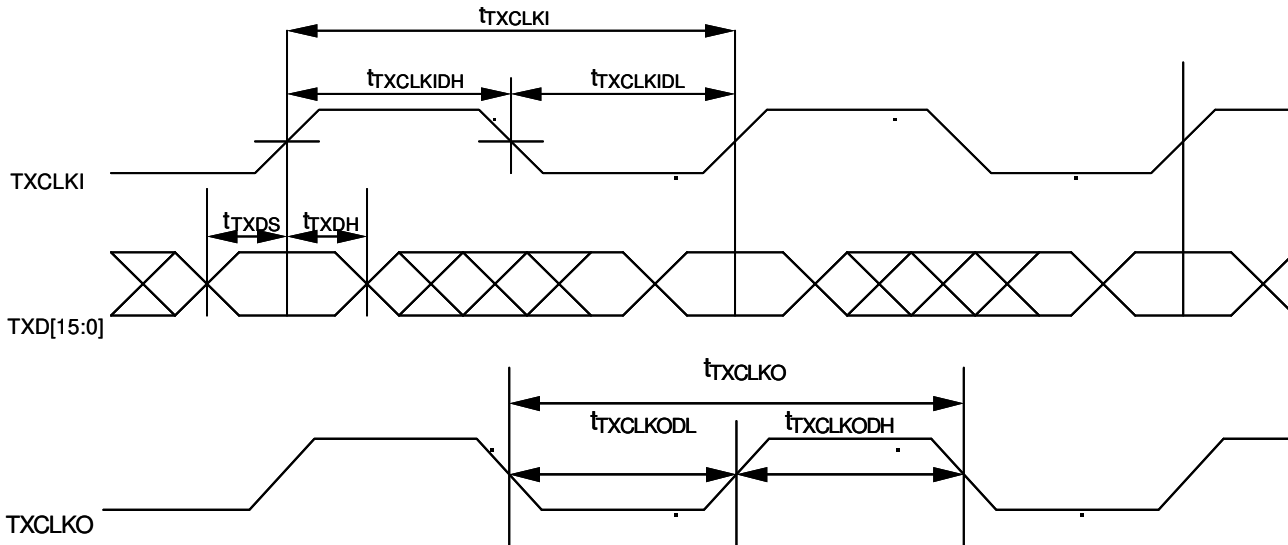 tTXCLKI
tTXCLKIDH tTXCLKIDL
TXCLKI
tTXDS tTXDH
TXD[15:0]
tTXCLKO
tTXCLKODL tTXCLKODH
TXCLKO